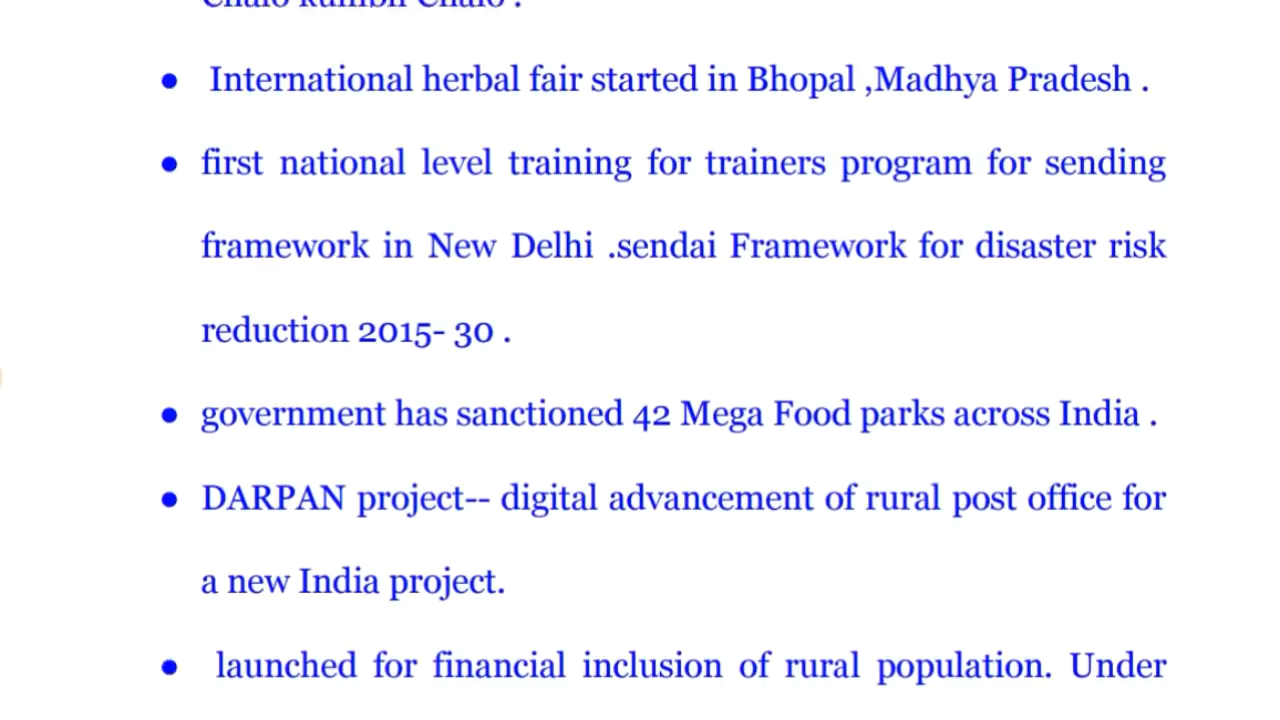 Chalo kumbh Chalo .
● International herbal fair started in Bhopal ,Madhya Pradesh .
● first national level training for trainers program for sending
framework in New Delhi .sendai Framework for disaster risk
reduction 2015- 30 .
● government has sanctioned 42 Mega Food parks across India .
● DARPAN project-- digital advancement of rural post office for
a new India project.
● launched for financial inclusion of rural population. Under